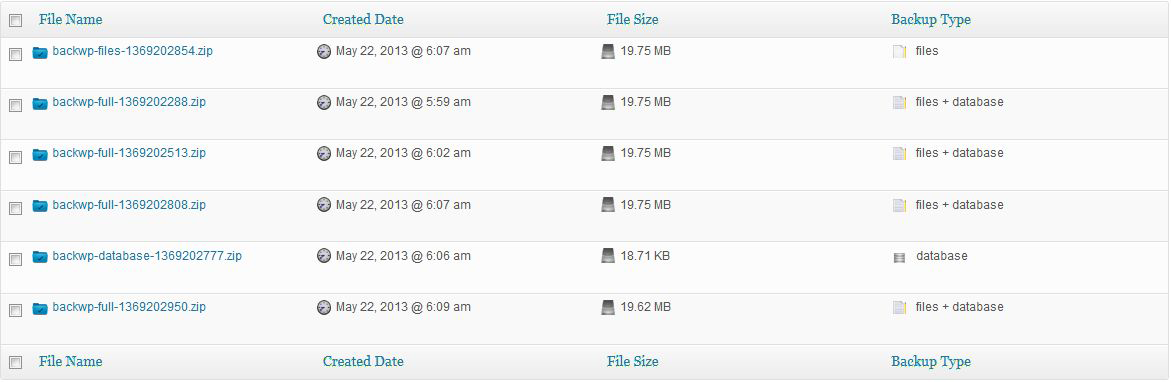 File Name Created Date File Size Backup Type
backwp-files-1369202854.zip May 22, 2013 @ 6:07 am 19.75 MB files
backwp-full-1369202288.zip May 22, 2013 @ 5:59 am 19.75 MB files + database
backwp-full-1369202513.zip May 22, 2013 @ 6:02 am 19.75 MB files + database
backwp-full-1369202808.zip May 22, 2013 @ 6:07 am 19.75 MB files + database
backwp-database-1369202777.zip May 22, 2013 @ 6:06 am 18.71 KB database
backwp-full-1369202950.zip May 22, 2013 @ 6:09 am 19.62 MB files + database
File Name Created Date File Size Backup Type